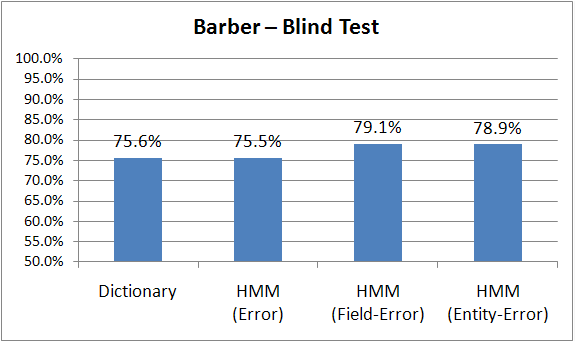 Barber – Blind Test
100.0%
95.0%
90.0%
85.0%
80.0%
75.0%
70.0%
65.0%
60.0%
55.0%
50.0%
75.6%
75.5%
79.1%
78.9%
Dictionary
HMM
(Error)
HMM
(Field-Error)
HMM
(Entity-Error)